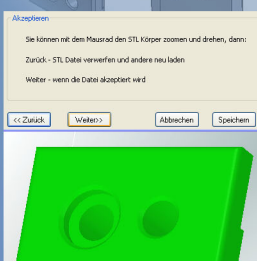 Akzeptieren
Sie können mit dem Mausrad den STL Körper zoomen und drehen, dann:
Zurück - STL Datei verwerfen und andere neu laden
Weiter - wenn die Datei akzeptiert wird
<< Zurück Weiter>> Abbrechen Speichern